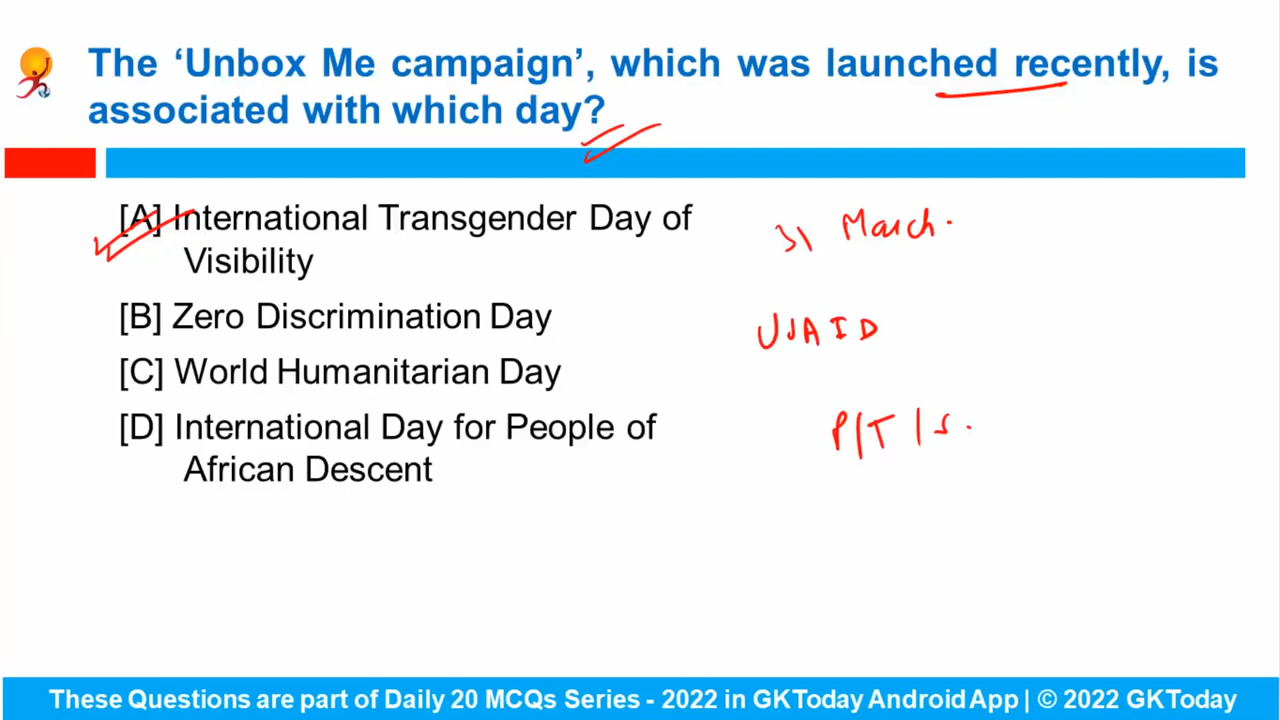 The ‘Unbox Me campaign’, which was launched recently, is
associated with which day?
[A] International Transgender Day of
Visibility
31 March.
[B] Zero Discrimination Day
UJAID
[C] World Humanitarian Day
[D] International Day for People of
African Descent
P/T/S.
These Questions are part of Daily 20 MCQs Series - 2022 in GKToday Android App | © 2022 GKToday